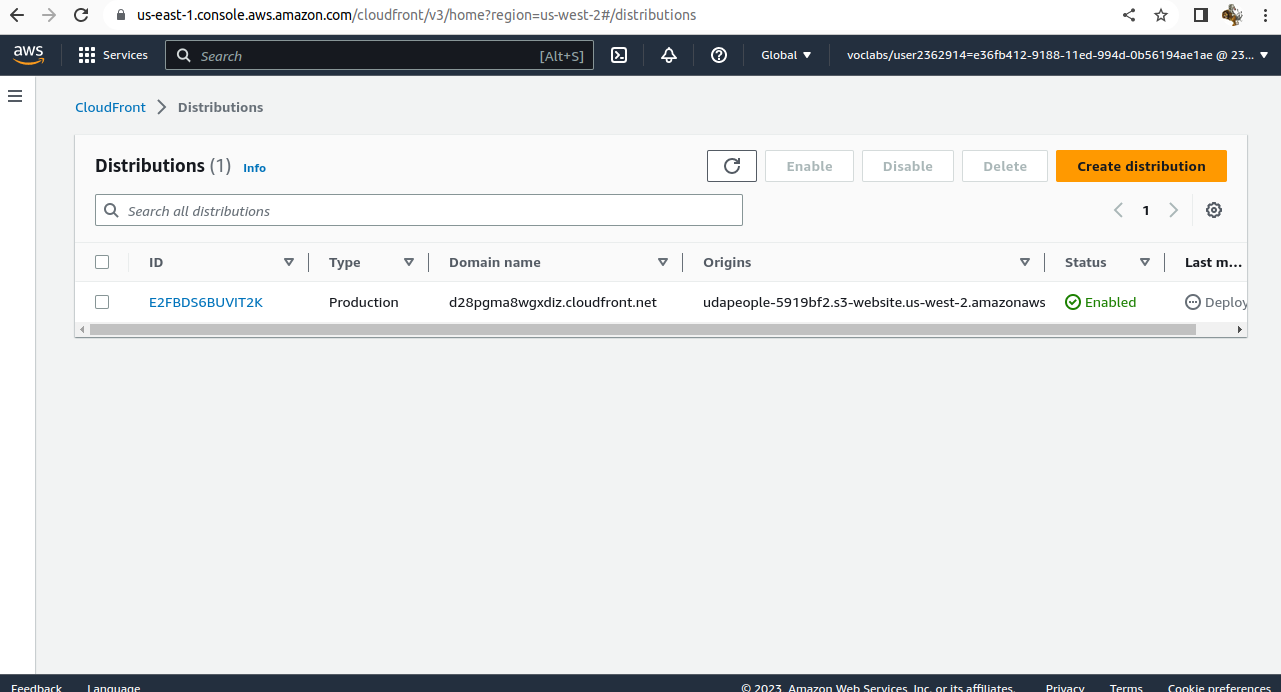 us-east-1.console.aws.amazon.com/cloudfront/v3/home?region=us-west-2#/distributions
aws Services Search [Alt+S] Global voclabs/user2362914=e36fb412-9188-11ed-994d-0b56194ae1ae @ 23...
CloudFront Distributions
Distributions (1) Info Enable Disable Delete Create distribution
Search all distributions 1
ID Type Domain name Origins Status Last m...
E2FBDS6BUVIT2K Production d28pgma8wgxdiz.cloudfront.net udapeople-5919bf2.s3-website.us-west-2.amazonaws Enabled Deploy
Feedback Language © 2023, Amazon Web Services, Inc. or its affiliates. Privacy Terms Cookie preferences